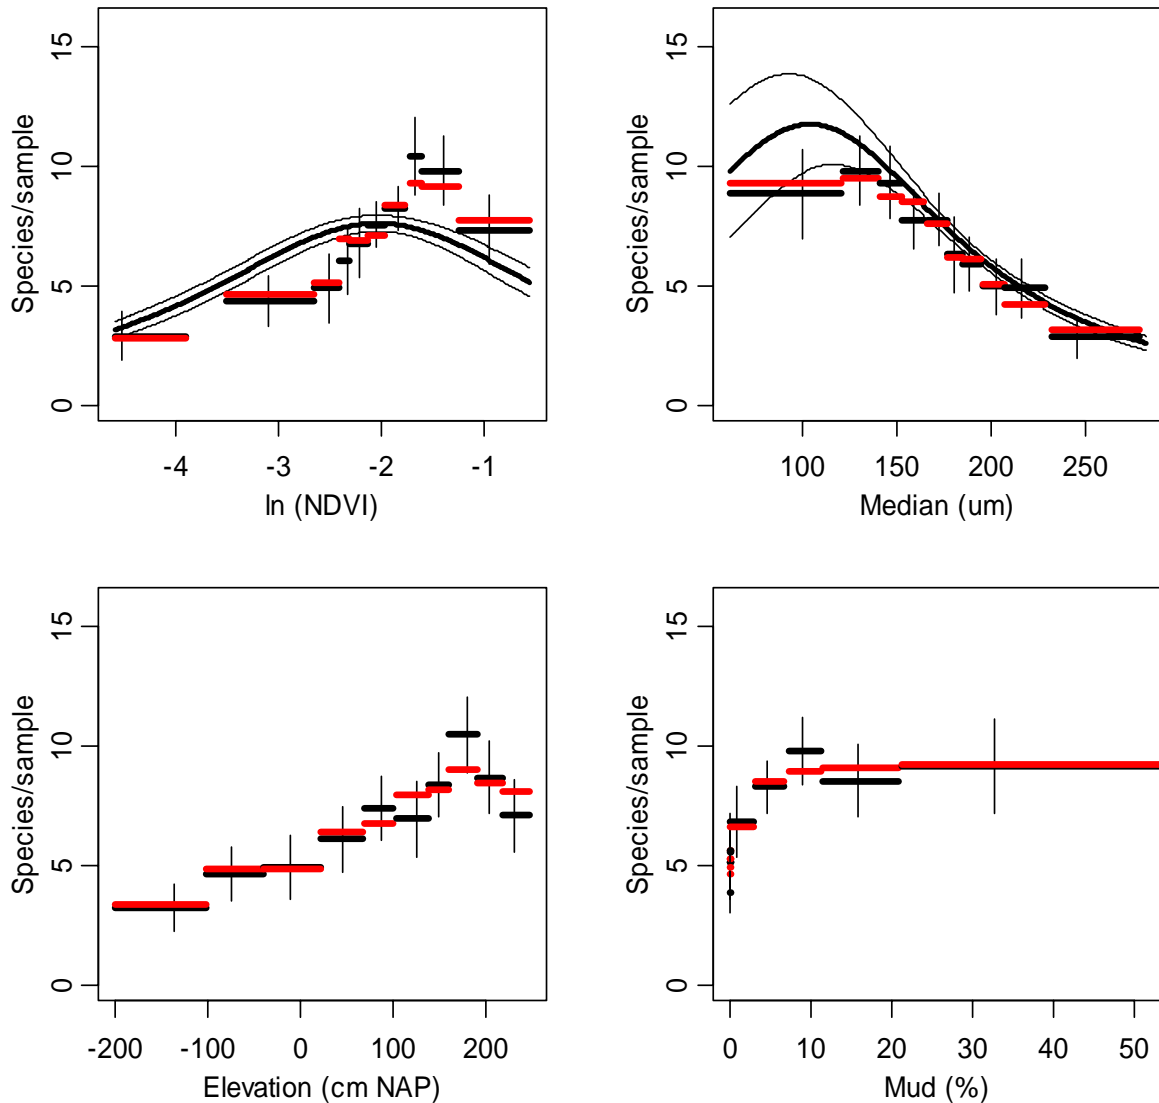 15
10
5
0
Species/sample
-4 -3 -2 -1
ln (NDVI)
15
10
5
0
Species/sample
100 150 200 250
Median (um)
15
10
5
0
Species/sample
-200 -100 0 100 200
Elevation (cm NAP)
15
10
5
0
Species/sample
0 10 20 30 40 50
Mud (%)